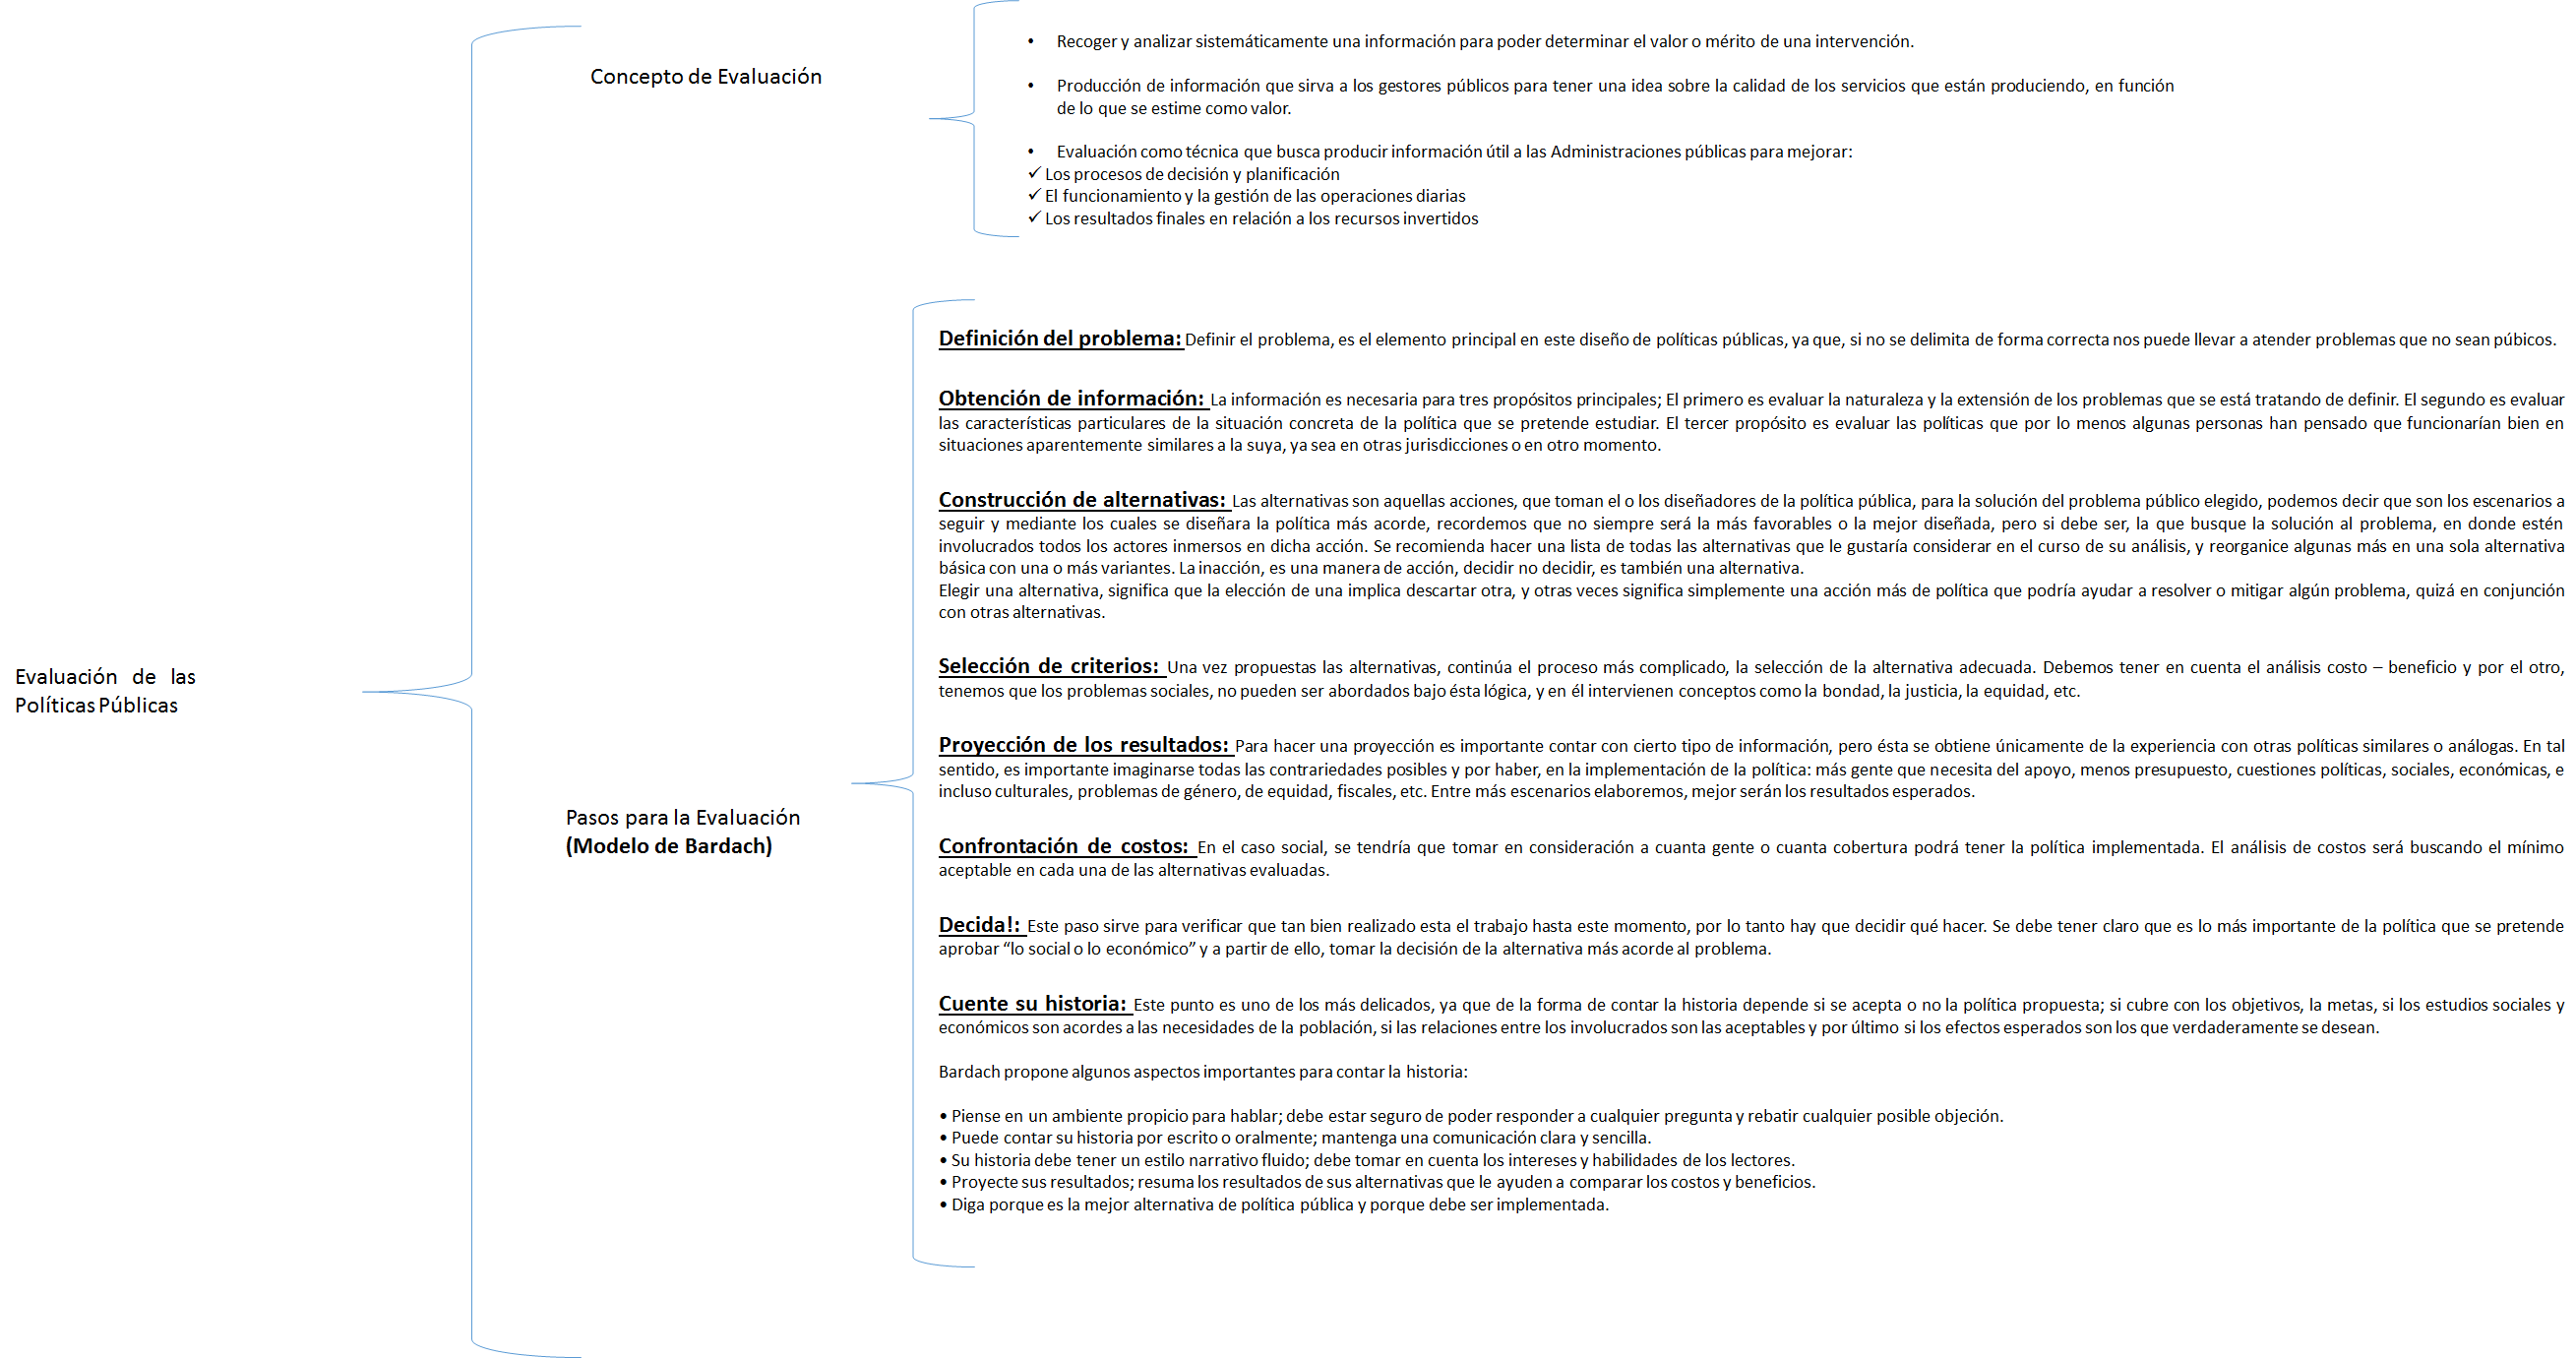 Concepto de Evaluación
• Recoger y analizar sistemáticamente una información para poder determinar el valor o mérito de una intervención.
• Producción de información que sirva a los gestores públicos para tener una idea sobre la calidad de los servicios que están produciendo, en función
de lo que se estime como valor.
• Evaluación como técnica que busca producir información útil a las Administraciones públicas para mejorar:
✓ Los procesos de decisión y planificación
✓ El funcionamiento y la gestión de las operaciones diarias
✓ Los resultados finales en relación a los recursos invertidos
Evaluación de las
Políticas Públicas
Pasos para la Evaluación
(Modelo de Bardach)
Definición del problema: Definir el problema, es el elemento principal en este diseño de políticas públicas, ya que, si no se delimita de forma correcta nos puede llevar a atender problemas que no sean púbicos.
Obtención de información: La información es necesaria para tres propósitos principales; El primero es evaluar la naturaleza y la extensión de los problemas que se está tratando de definir. El segundo es evaluar
las características particulares de la situación concreta de la política que se pretende estudiar. El tercer propósito es evaluar las políticas que por lo menos algunas personas han pensado que funcionarían bien en
situaciones aparentemente similares a la suya, ya sea en otras jurisdicciones o en otro momento.
Construcción de alternativas: Las alternativas son aquellas acciones, que toman el o los diseñadores de la política pública, para la solución del problema público elegido, podemos decir que son los escenarios a
seguir y mediante los cuales se diseñara la política más acorde, recordemos que no siempre será la más favorables o la mejor diseñada, pero si debe ser, la que busque la solución al problema, en donde estén
involucrados todos los actores inmersos en dicha acción. Se recomienda hacer una lista de todas las alternativas que le gustaría considerar en el curso de su análisis, y reorganice algunas más en una sola alternativa
básica con una o más variantes. La inacción, es una manera de acción, decidir no decidir, es también una alternativa.
Elegir una alternativa, significa que la elección de una implica descartar otra, y otras veces significa simplemente una acción más de política que podría ayudar a resolver o mitigar algún problema, quizá en conjunción
con otras alternativas.
Selección de criterios: Una vez propuestas las alternativas, continúa el proceso más complicado, la selección de la alternativa adecuada. Debemos tener en cuenta el análisis costo – beneficio y por el otro,
tenemos que los problemas sociales, no pueden ser abordados bajo ésta lógica, y en él intervienen conceptos como la bondad, la justicia, la equidad, etc.
Proyección de los resultados: Para hacer una proyección es importante contar con cierto tipo de información, pero ésta se obtiene únicamente de la experiencia con otras políticas similares o análogas. En tal
sentido, es importante imaginarse todas las contrariedades posibles y por haber, en la implementación de la política: más gente que necesita del apoyo, menos presupuesto, cuestiones políticas, sociales, económicas, e
incluso culturales, problemas de género, de equidad, fiscales, etc. Entre más escenarios elaboremos, mejor serán los resultados esperados.
Confrontación de costos: En el caso social, se tendría que tomar en consideración a cuanta gente o cuanta cobertura podrá tener la política implementada. El análisis de costos será buscando el mínimo
aceptable en cada una de las alternativas evaluadas.
Decida!: Este paso sirve para verificar que tan bien realizado esta el trabajo hasta este momento, por lo tanto hay que decidir qué hacer. Se debe tener claro que es lo más importante de la política que se pretende
aprobar “lo social o lo económico” y a partir de ello, tomar la decisión de la alternativa más acorde al problema.
Cuente su historia: Este punto es uno de los más delicados, ya que de la forma de contar la historia depende si se acepta o no la política propuesta; si cubre con los objetivos, la metas, si los estudios sociales y
económicos son acordes a las necesidades de la población, si las relaciones entre los involucrados son las aceptables y por último si los efectos esperados son los que verdaderamente se desean.
Bardach propone algunos aspectos importantes para contar la historia:
• Piense en un ambiente propicio para hablar; debe estar seguro de poder responder a cualquier pregunta y rebatir cualquier posible objeción.
• Puede contar su historia por escrito o oralmente; mantenga una comunicación clara y sencilla.
• Su historia debe tener un estilo narrativo fluido; debe tomar en cuenta los intereses y habilidades de los lectores.
• Proyecte sus resultados; resuma los resultados de sus alternativas que le ayuden a comparar los costos y beneficios.
• Diga porque es la mejor alternativa de política pública y porque debe ser implementada.